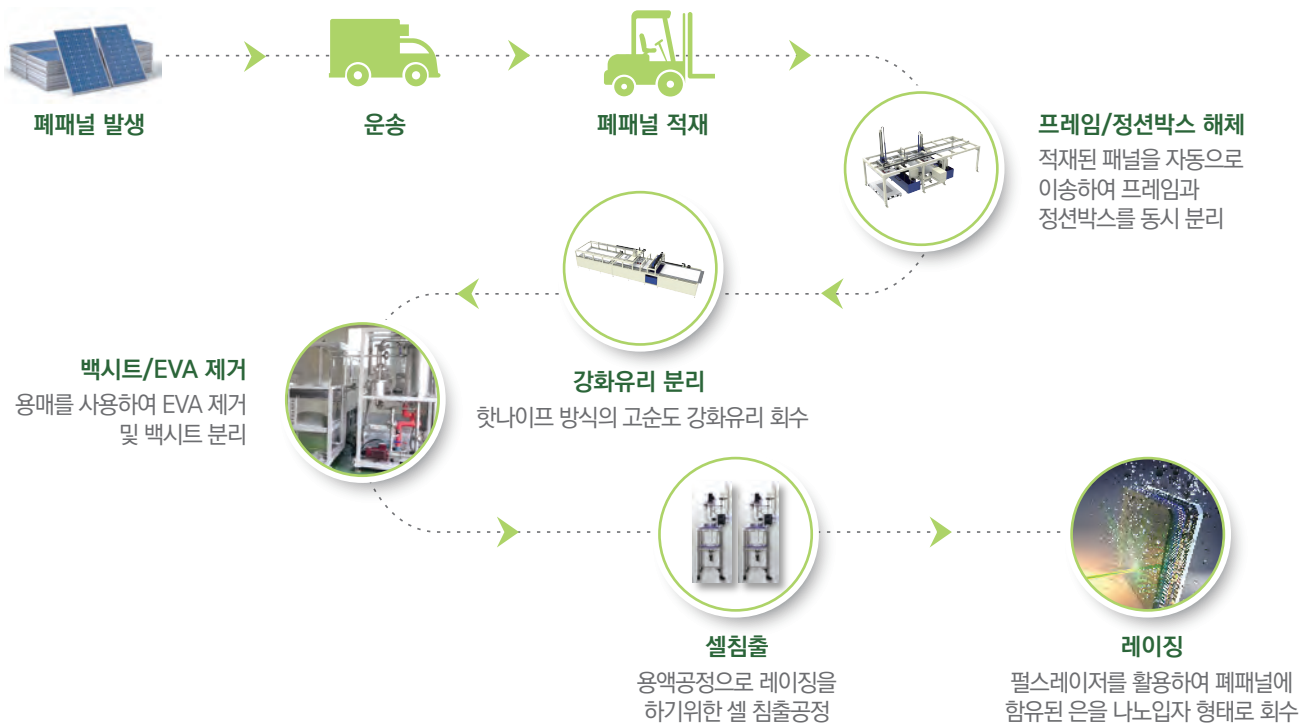 폐패널 발생
운송
폐패널 적재
프레임/정션박스 해체
적재된 패널을 자동으로
이송하여 프레임과
정션박스를 동시 분리
강화유리 분리
핫나이프 방식의 고순도 강화유리 회수
백시트/EVA 제거
용매를 사용하여 EVA 제거
및 백시트 분리
셀침출
용액공정으로 레이징을
하기위한 셀 침출공정
레이징
펄스레이저를 활용하여 폐패널에
함유된 은을 나노입자 형태로 회수